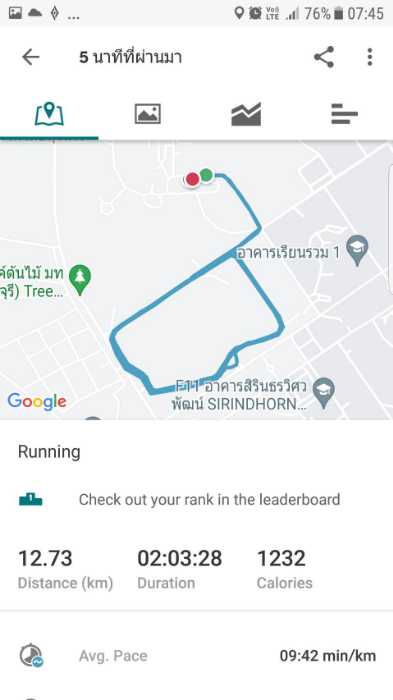 ... 76% 07:45
5 นาทีที่ผ่านมา
อาคารเรียนรวม 1
ค์ต้นไม้ มท
จุรี) Tree...
F11 อาคารสิรินธรวิศว
พัฒน์ SIRINDHORN...
Google
Running
Check out your rank in the leaderboard
12.73 02:03:28 1232
Distance (km) Duration Calories
Avg. Pace 09:42 min/km